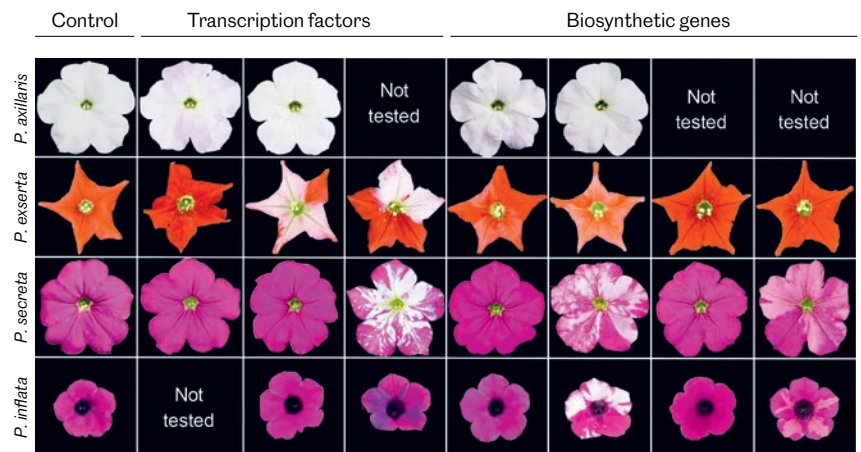 Control Transcription factors Biosynthetic genes
P. axillaris
Not
tested
Not
tested
Not
tested
P. exserta
P. secreta
P. inflata
Not
tested